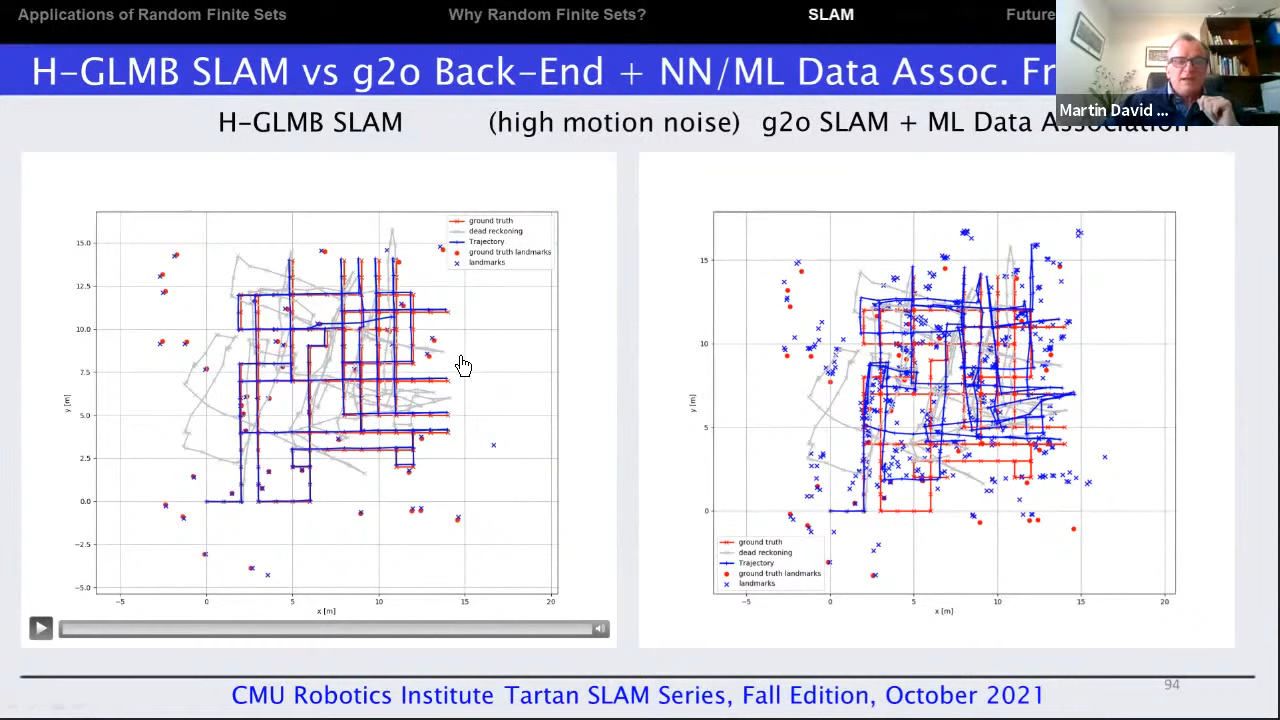 Applications of Random Finite Sets Why Random Finite Sets? SLAM Future
H-GLMB SLAM vs g2o Back-End + NN/ML Data Assoc. Fr
Martin David ...
H-GLMB SLAM (high motion noise) g2o SLAM + ML Data Association
ground truth
dead reckoning
Trajectory
ground truth landmarks
landmarks
15.0
12.5
10.0
7.5
5.0
2.5
0.0
−2.5
−5.0
y [m]
−5 0 5 10 15 20
x [m]
15
10
5
0
y [m]
ground truth
dead reckoning
Trajectory
ground truth landmarks
landmarks
−5 0 5 10 15 20
x [m]
94
CMU Robotics Institute Tartan SLAM Series, Fall Edition, October 2021